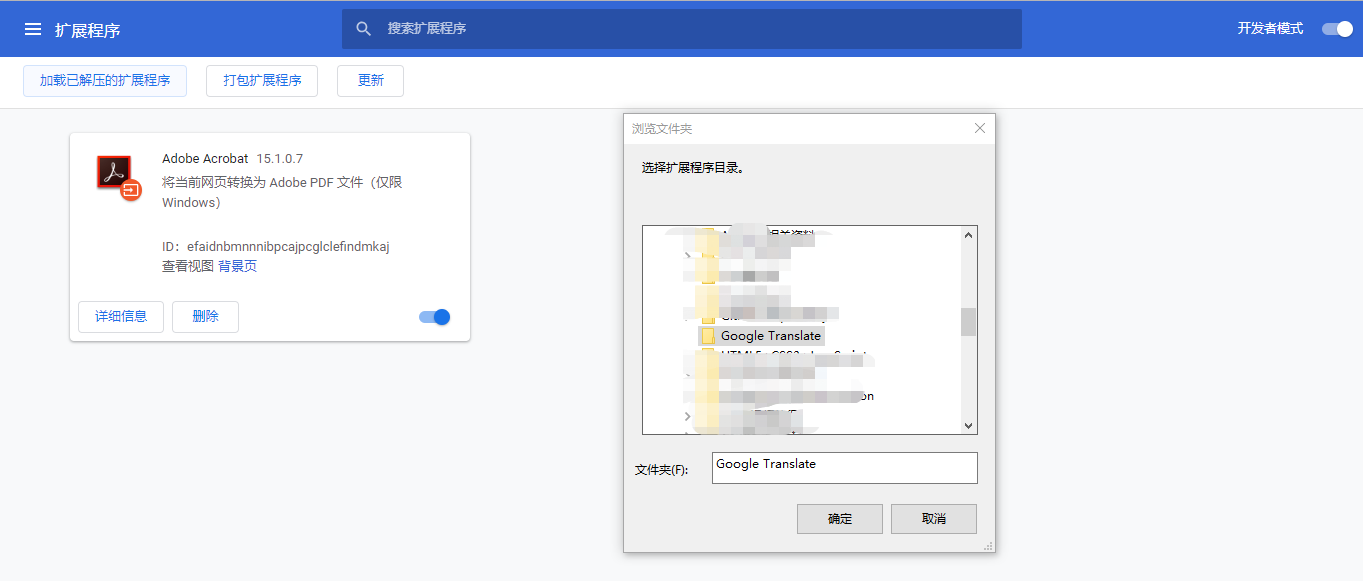 扩展程序
搜索扩展程序
开发者模式
加载已解压的扩展程序
打包扩展程序
更新
Adobe Acrobat 15.1.0.7
将当前网页转换为 Adobe PDF 文件（仅限
Windows）
ID：efaidnbmnnnibpcajpcglclefindmkaj
查看视图 背景页
详细信息
删除
浏览文件夹
选择扩展程序目录。
Google Translate
文件夹(F):
Google Translate
确定
取消